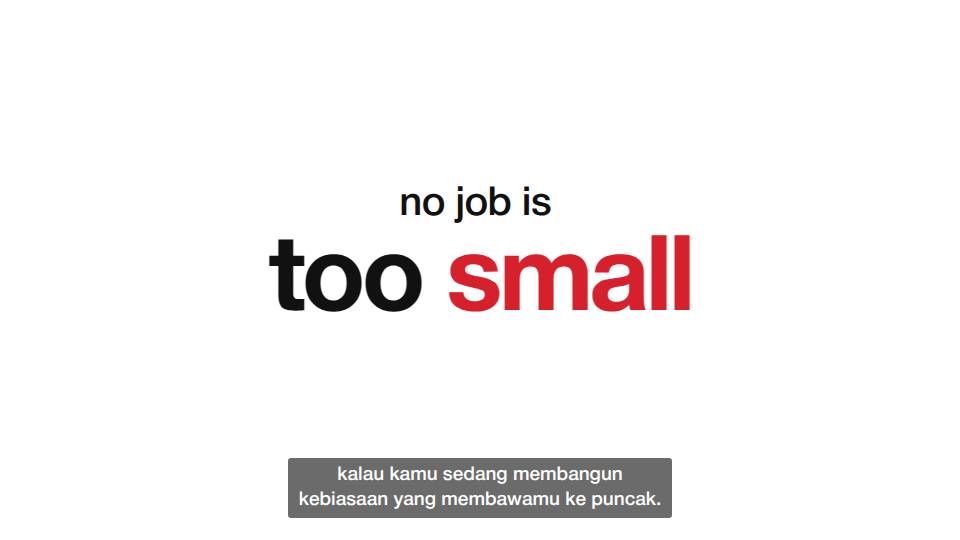 no job is
too small
kalau kamu sedang membangun
kebiasaan yang membawamu ke puncak.